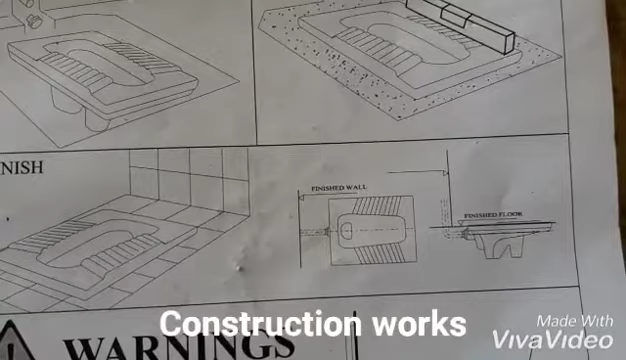 NISH
FINISHED WALL
FINISHED FLOOR
Construction works
WARNINGS
Made With
VivaVideo